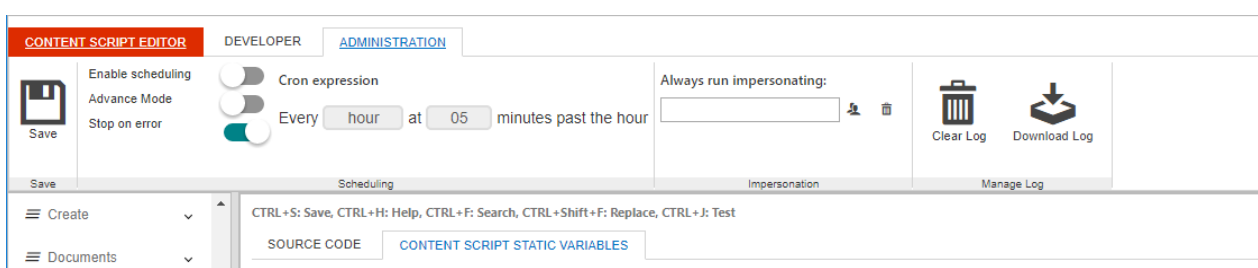 CONTENT SCRIPT EDITOR DEVELOPER ADMINISTRATION
Enable scheduling Cron expression Always run impersonating:
Advance Mode
Stop on error Every hour at 05 minutes past the hour
Save Clear Log Download Log
Save Scheduling Impersonation Manage Log
Create CTRL+S: Save, CTRL+H: Help, CTRL+F: Search, CTRL+Shift+F: Replace, CTRL+J: Test
SOURCE CODE CONTENT SCRIPT STATIC VARIABLES
Documents